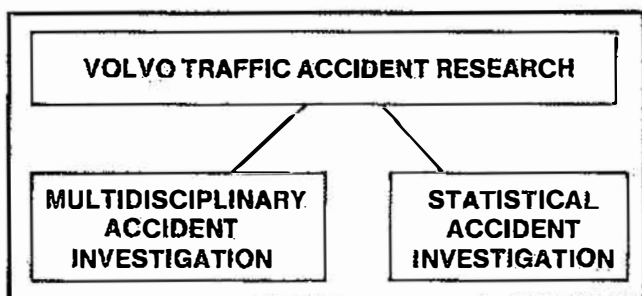 VOLVO TRAFFIC ACCIDENT RESEARCH
MULTIDISCIPLINARY
ACCIDENT
INVESTIGATION
STATISTICAL
ACCIDENT
INVESTIGATION